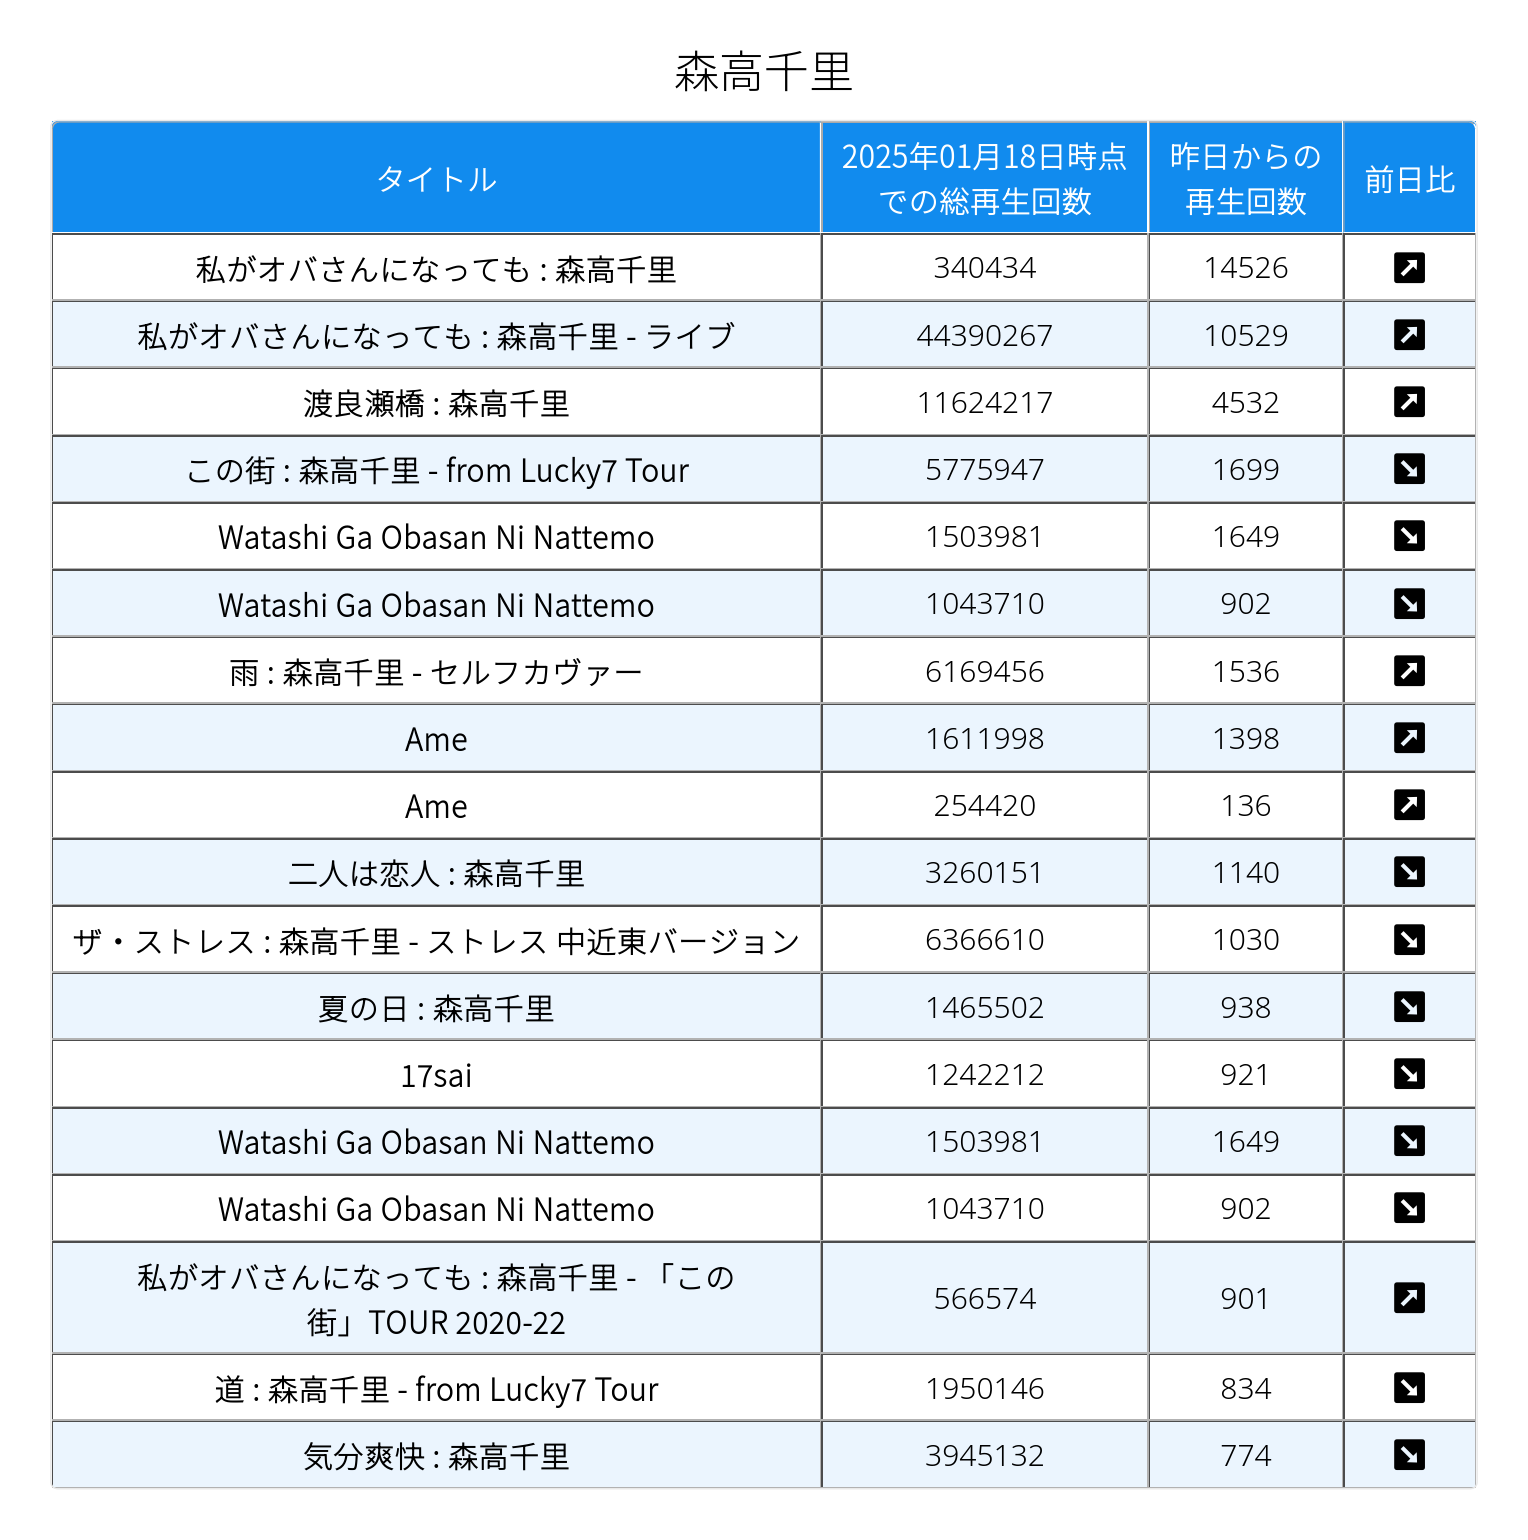 森高千里
タイトル
2025年01月18日時点
での総再生回数
昨日からの
再生回数
前日比
私がオバさんになっても : 森高千里 340434 14526
私がオバさんになっても : 森高千里 - ライブ 44390267 10529
渡良瀬橋 : 森高千里 11624217 4532
この街 : 森高千里 - from Lucky7 Tour 5775947 1699
Watashi Ga Obasan Ni Nattemo 1503981 1649
Watashi Ga Obasan Ni Nattemo 1043710 902
雨 : 森高千里 - セルフカヴァー 6169456 1536
Ame 1611998 1398
Ame 254420 136
二人は恋人 : 森高千里 3260151 1140
ザ・ストレス : 森高千里 - ストレス 中近東バージョン 6366610 1030
夏の日 : 森高千里 1465502 938
17sai 1242212 921
Watashi Ga Obasan Ni Nattemo 1503981 1649
Watashi Ga Obasan Ni Nattemo 1043710 902
私がオバさんになっても : 森高千里 - 「この
街」TOUR 2020-22 566574 901
道 : 森高千里 - from Lucky7 Tour 1950146 834
気分爽快 : 森高千里 3945132 774